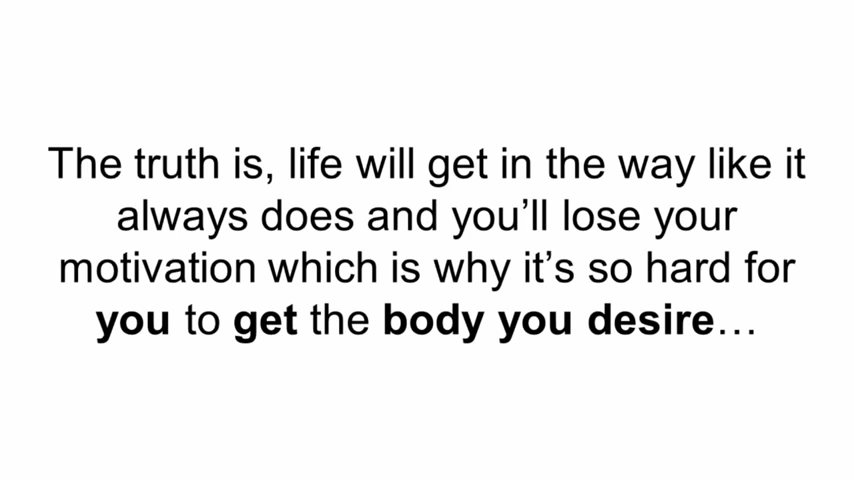 The truth is, life will get in the way like it
always does and you’ll lose your
motivation which is why it’s so hard for
you to get the body you desire…